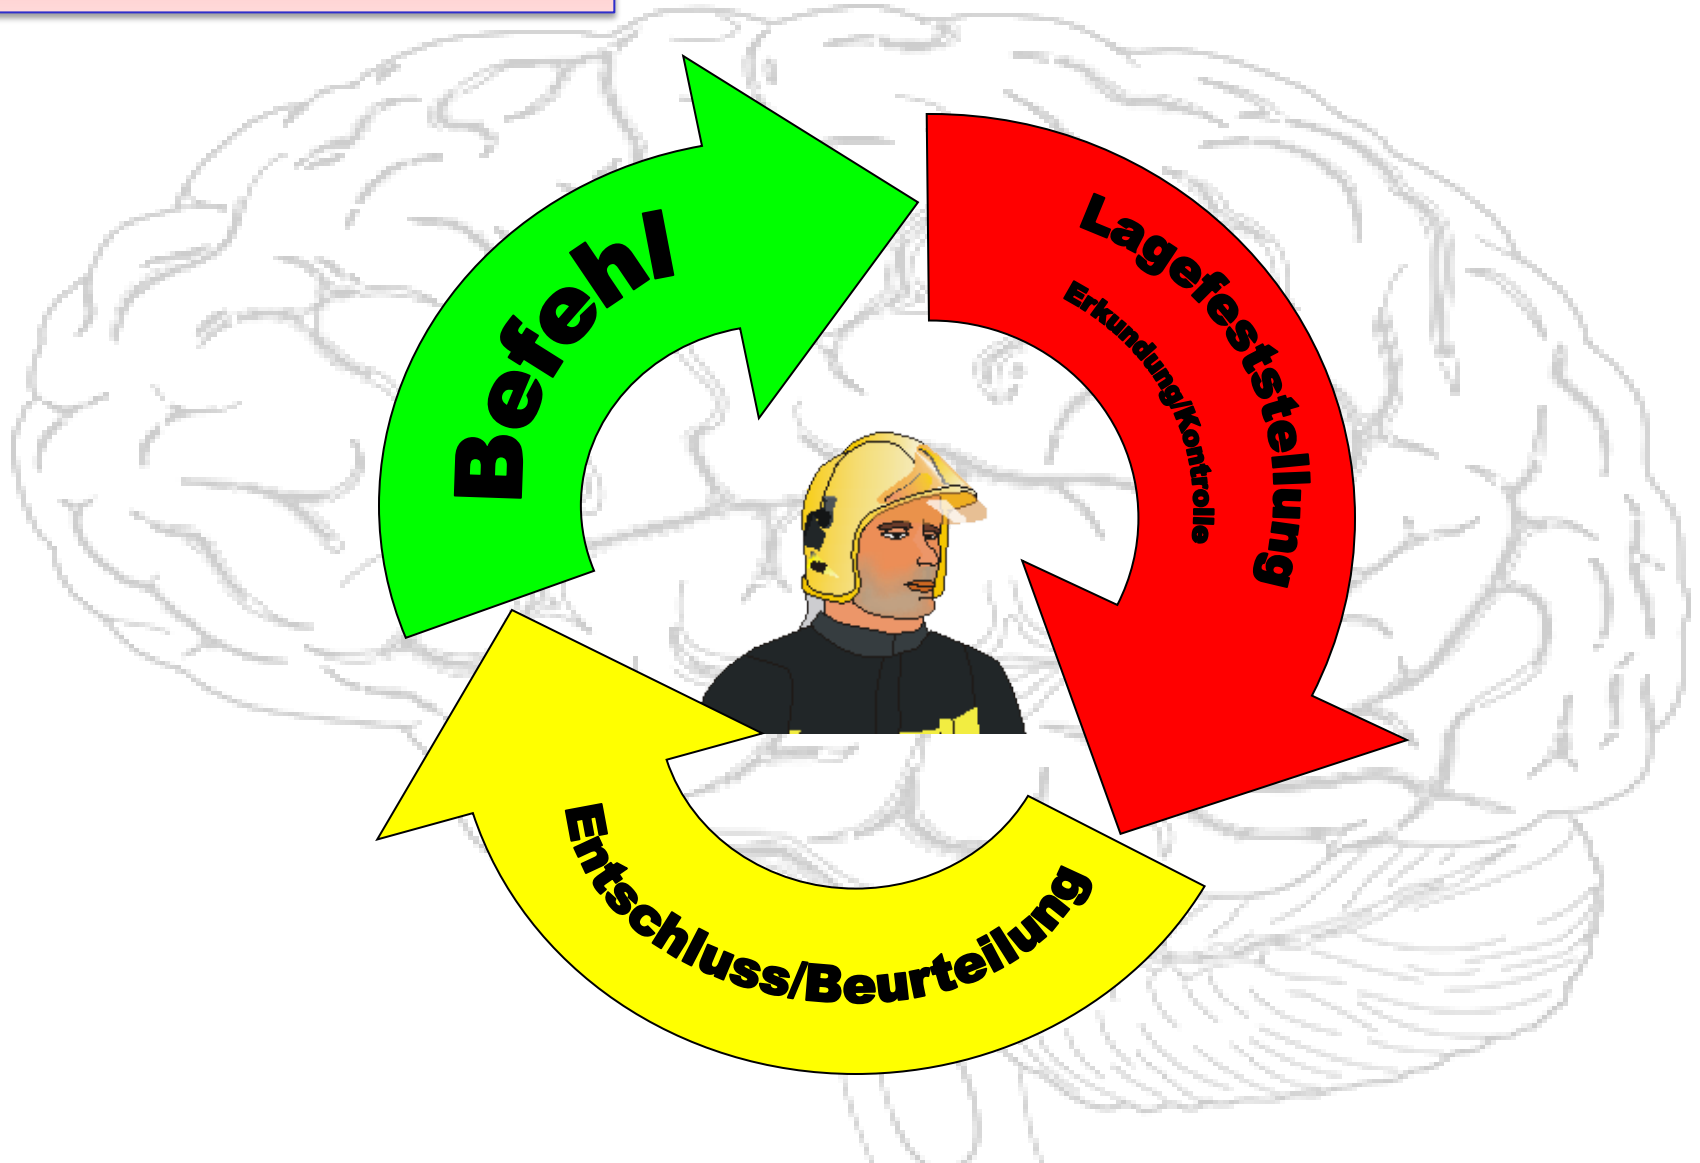 Befehl
Lagefeststellung
Erkundung/Kontrolle
Entschluss/Beurteilung